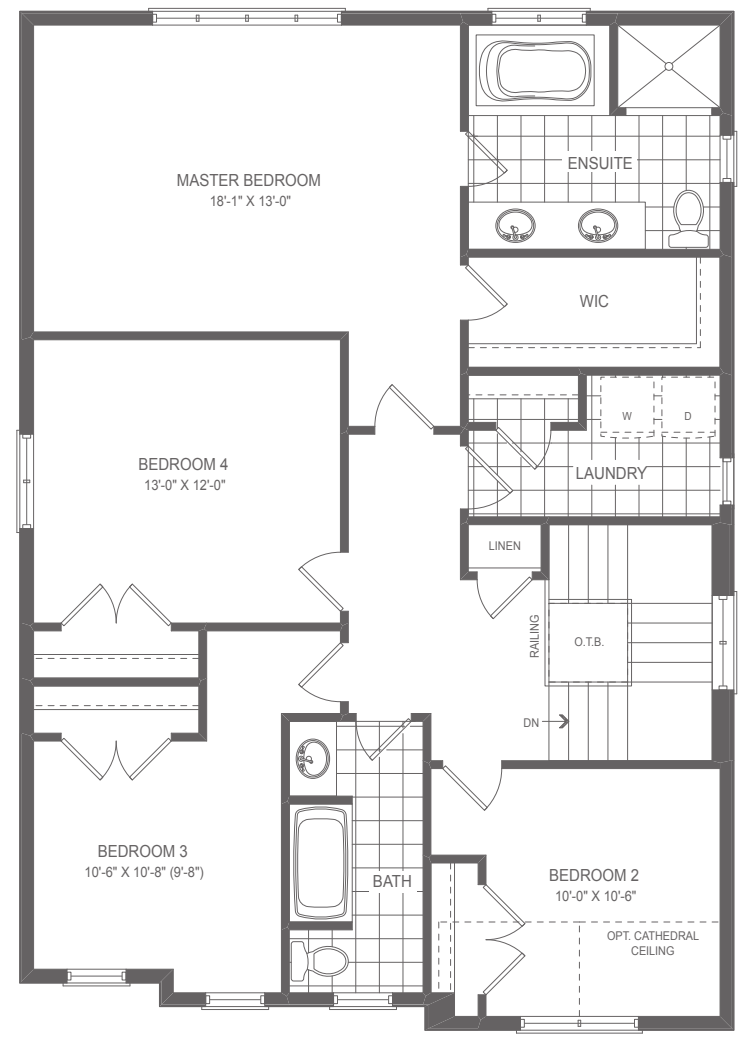 MASTER BEDROOM
18'-1" X 13'-0"
ENSUITE
WIC
W
D
LAUNDRY
BEDROOM 4
13'-0" X 12'-0"
LINEN
RAILING
O.T.B.
DN
BEDROOM 3
10'-6" X 10'-8" (9'-8")
BATH
BEDROOM 2
10'-0" X 10'-6"
OPT. CATHEDRAL
CEILING